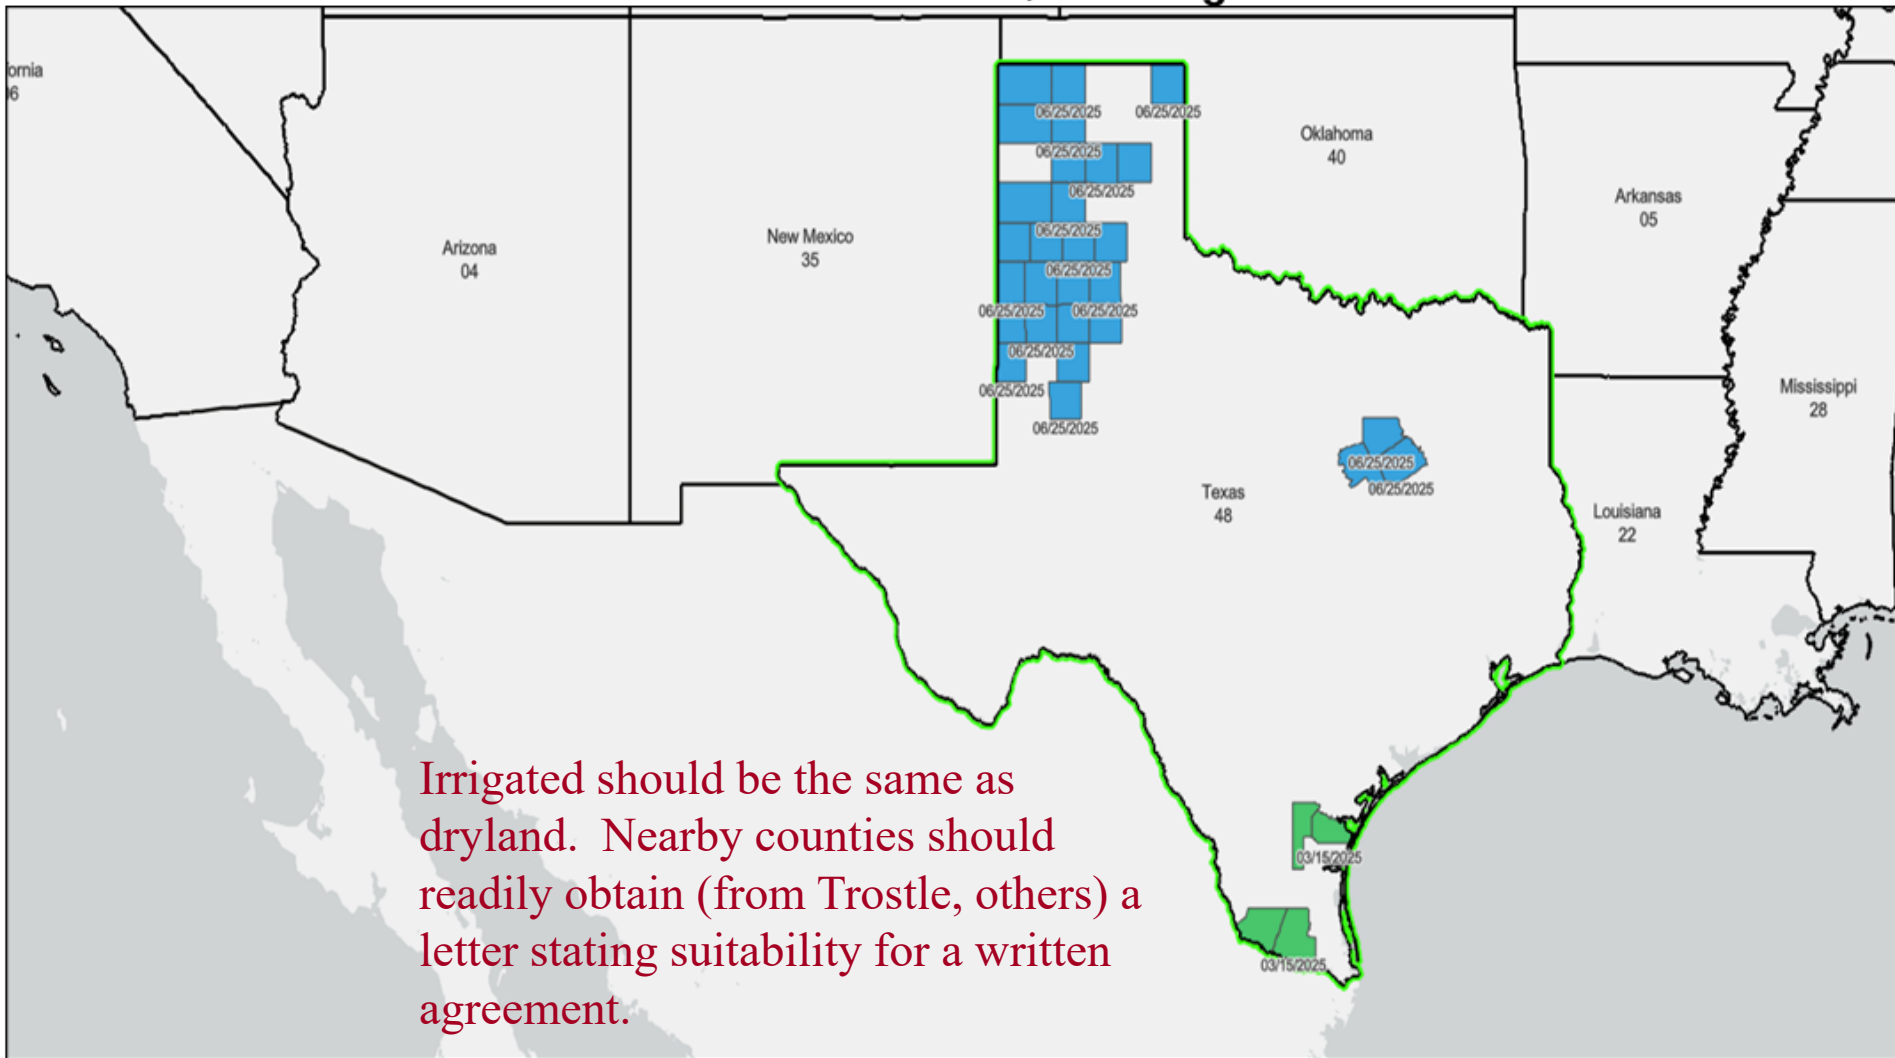 ornia
6
06/25/2025
06/25/2025
Oklahoma
40
06/25/2025
06/25/2025
Arkansas
05
New Mexico
35
06/25/2025
Arizona
04
06/25/2025
06/25/2025
06/25/2025
06/25/2025
06/25/2025
Mississippi
28
06/25/2025
06/25/2025
06/25/2025
Texas
48
Louisiana
22
Irrigated should be the same as
dryland. Nearby counties should
readily obtain (from Trostle, others) a
letter stating suitability for a written
agreement.
03/15/2025
03/15/2025